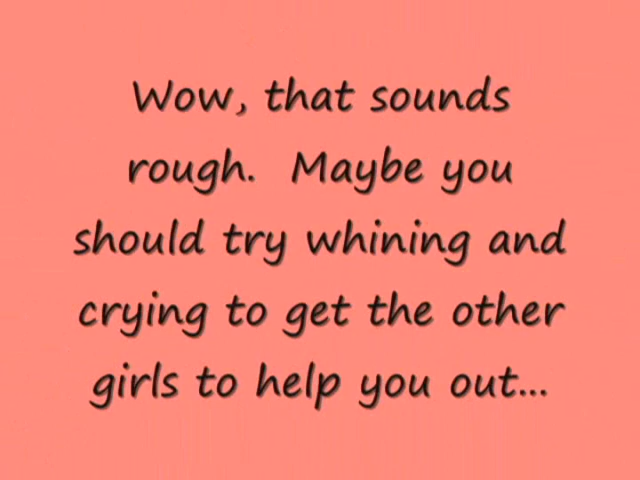 Wow, that sounds
rough.  Maybe you
should try whining and
crying to get the other
girls to help you out...